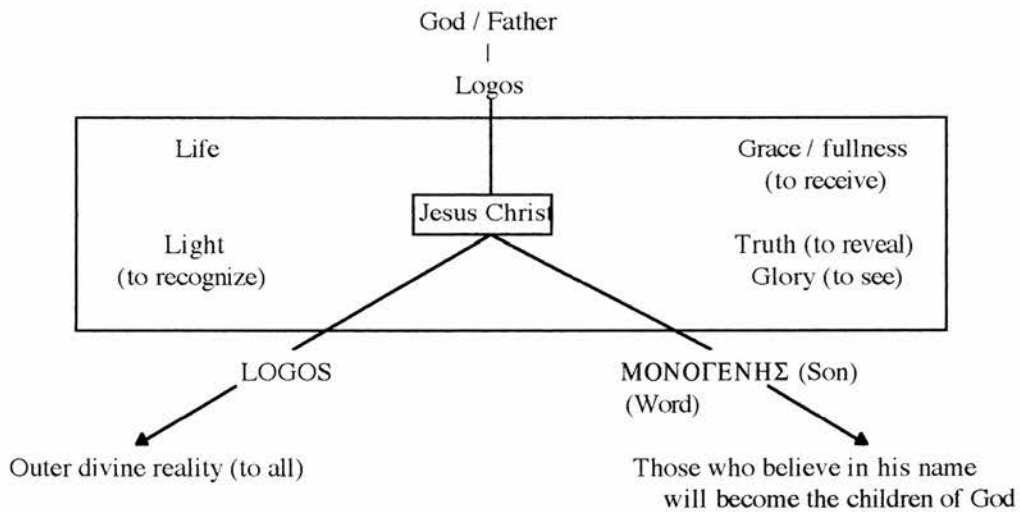 God / Father
|
Logos
Life
Grace / fullness
(to receive)
Jesus Christ
Light
(to recognize)
Truth (to reveal)
Glory (to see)
LOGOS
ΜΟΝΟΓΕΝΗΣ (Son)
(Word)
Outer divine reality (to all)
Those who believe in his name
will become the children of God